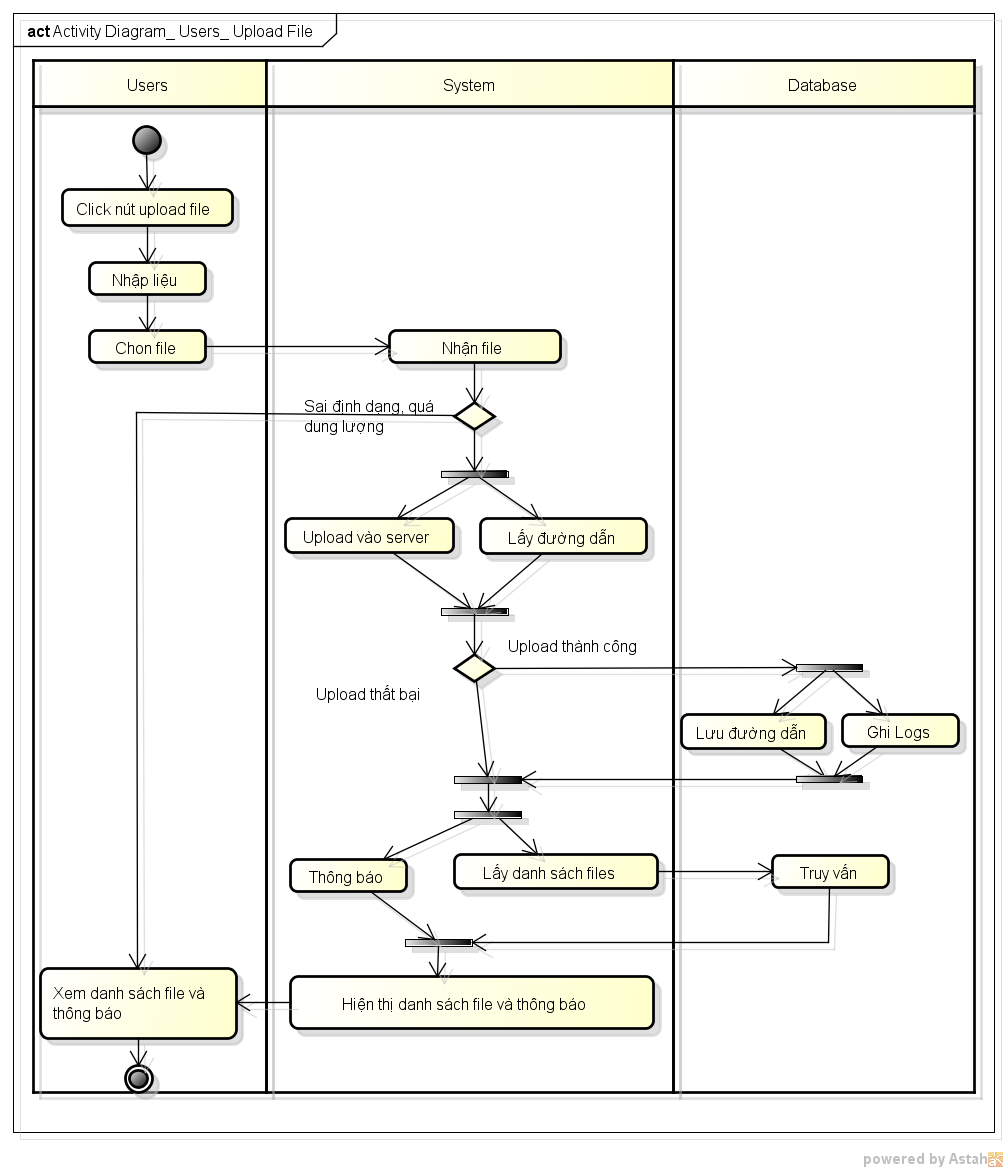 act Activity Diagram_ Users_ Upload File
Users
System
Database
Click nút upload file
Nhập liệu
Chon file
Nhận file
Sai định dạng, quá
dung lượng
Upload vào server
Lấy đường dẫn
Upload thành công
Upload thất bại
Lưu đường dẫn
Ghi Logs
Thông báo
Lấy danh sách files
Truy vấn
Xem danh sách file và
thông báo
Hiện thị danh sách file và thông báo
powered by Astah